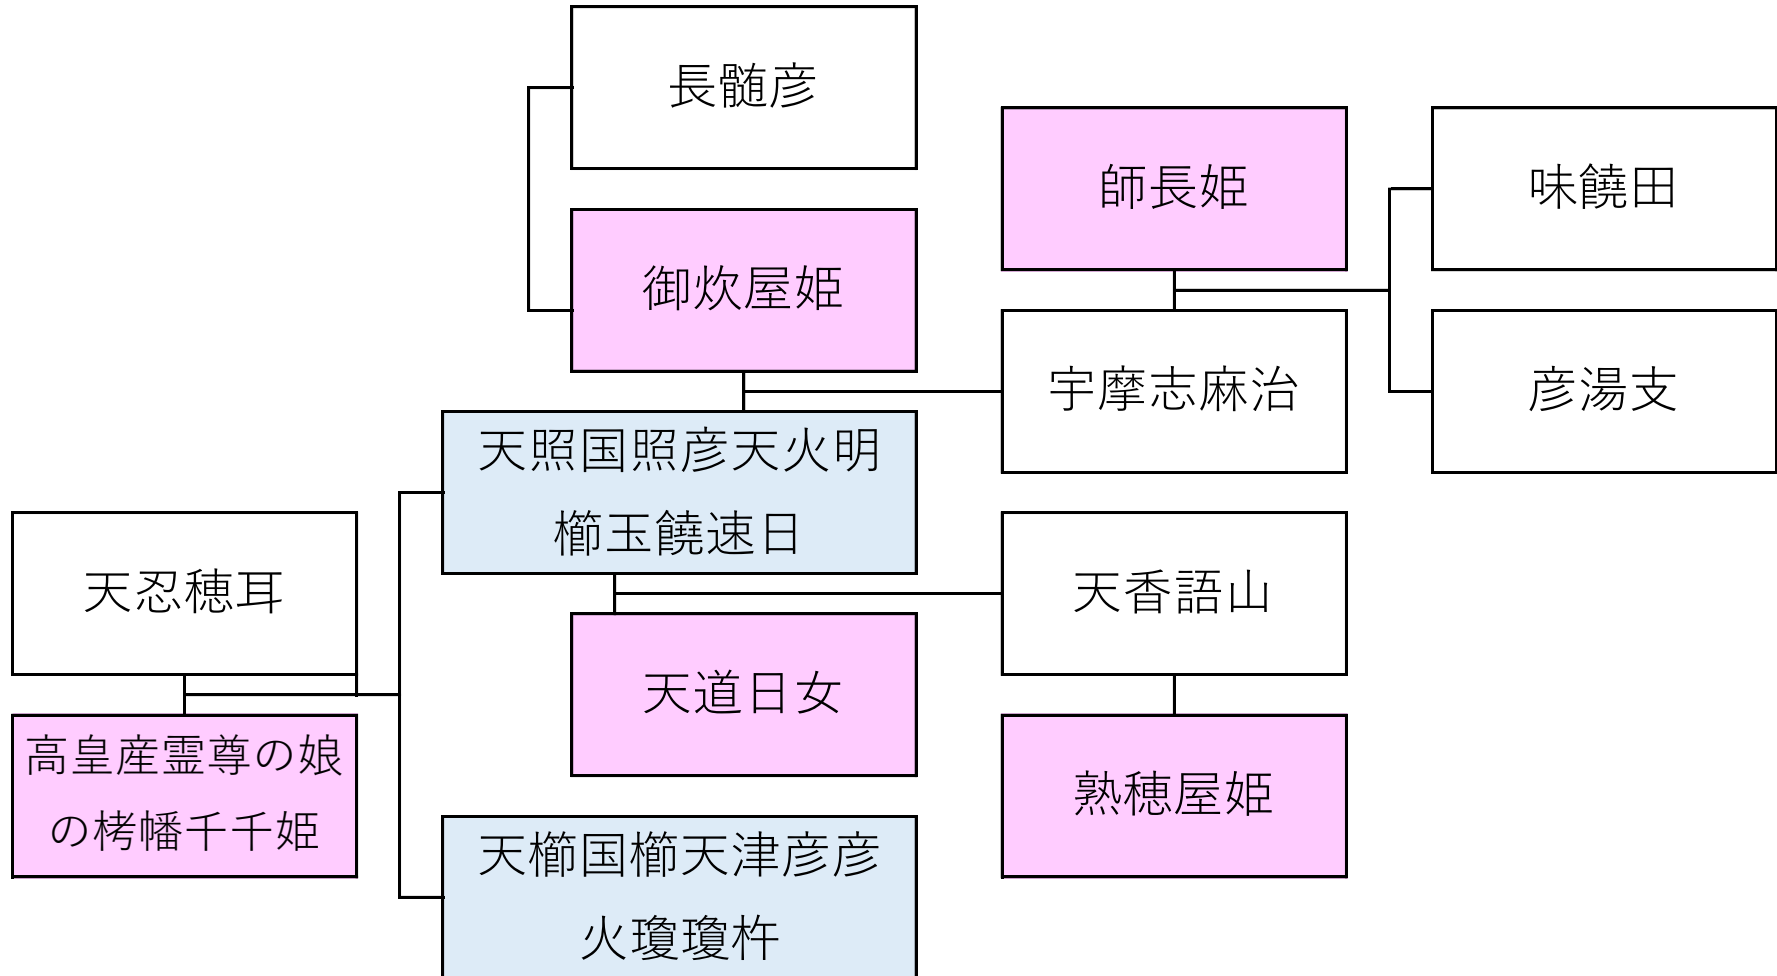 長髄彦
師長姫
味饒田
御炊屋姫
宇摩志麻治
彦湯支
天照国照彦天火明
櫛玉饒速日
天忍穂耳
天香語山
天道日女
高皇産霊尊の娘
の栲幡千千姫
熟穂屋姫
天櫛国櫛天津彦彦
火瓊瓊杵